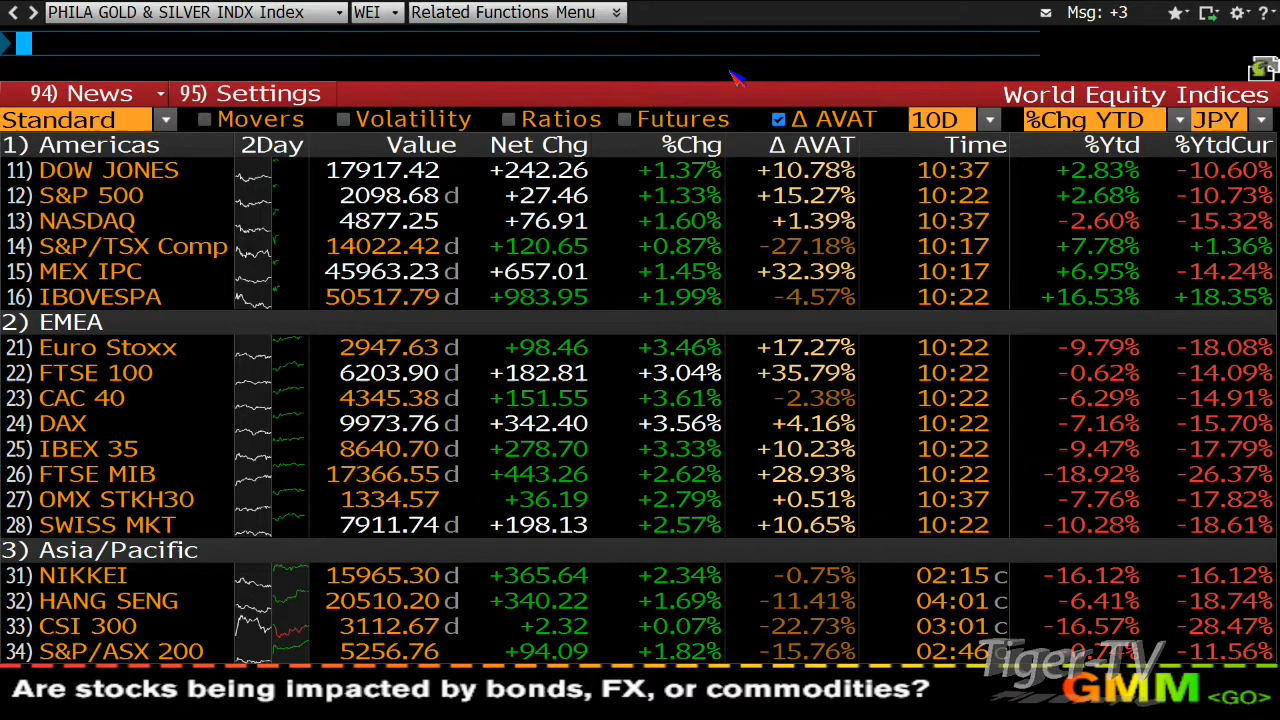 PHILA GOLD & SILVER INDX Index WEI Related Functions Menu Msg: +3 ?
94) News 95) Settings World Equity Indices
Standard Movers Volatility Ratios Futures Δ AVAT 10D %Chg YTD JPY
1) Americas 2Day Value Net Chg %Chg Δ AVAT Time %Ytd %YtdCur
11) DOW JONES 17917.42 +242.26 +1.37% +10.78% 10:37 +2.83% -10.60%
12) S&P 500 2098.68 d +27.46 +1.33% +15.27% 10:22 +2.68% -10.73%
13) NASDAQ 4877.25 +76.91 +1.60% +1.39% 10:37 -2.60% -15.32%
14) S&P/TSX Comp 14022.42 d +120.65 +0.87% -27.18% 10:17 +7.78% +1.36%
15) MEX IPC 45963.23 d +657.01 +1.45% +32.39% 10:17 +6.95% -14.24%
16) IBOVESPA 50517.79 d +983.95 +1.99% -4.57% 10:22 +16.53% +18.35%
2) EMEA
21) Euro Stoxx 2947.63 d +98.46 +3.46% +17.27% 10:22 -9.79% -18.08%
22) FTSE 100 6203.90 d +182.81 +3.04% +35.79% 10:22 -0.62% -14.09%
23) CAC 40 4345.38 d +151.55 +3.61% -2.38% 10:22 -6.29% -14.91%
24) DAX 9973.76 d +342.40 +3.56% +4.16% 10:22 -7.16% -15.70%
25) IBEX 35 8640.70 d +278.70 +3.33% +10.23% 10:22 -9.47% -17.79%
26) FTSE MIB 17366.55 d +443.26 +2.62% +28.93% 10:22 -18.92% -26.37%
27) OMX STKH30 1334.57 +36.19 +2.79% +0.51% 10:37 -7.76% -17.82%
28) SWISS MKT 7911.74 d +198.13 +2.57% +10.65% 10:22 -10.28% -18.61%
3) Asia/Pacific
31) NIKKEI 15965.30 d +365.64 +2.34% -0.75% 02:15 c -16.12% -16.12%
32) HANG SENG 20510.20 d +340.22 +1.69% -11.41% 04:01 c -6.41% -18.74%
33) CSI 300 3112.67 d +2.32 +0.07% -22.73% 03:01 c -16.57% -28.47%
34) S&P/ASX 200 5256.76 +94.09 +1.82% -15.76% 02:46 -11.56%
Tiger-TV
Are stocks being impacted by bonds, FX, or commodities? GMM <GO>